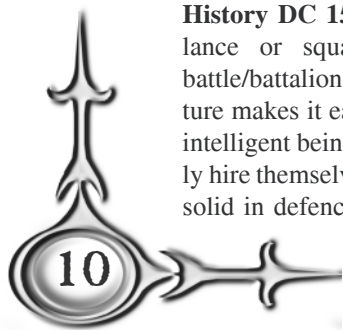 History DC 15
lance or squa
battle/battalion
ture makes it ea
intelligent bein
ly hire themselv
solid in defenc
10